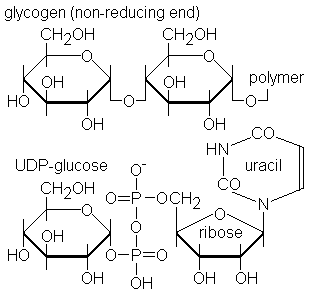 glycogen (non-reducing end)
CH2OH CH2OH
O O
OH OH polymer
HO O O
OH OH
CO
HN uracil
UDP-glucose O-
CH2OH CO
O O=P-O-CH2 N
OH O O ribose
HO O-P=O
OH OH OH OH